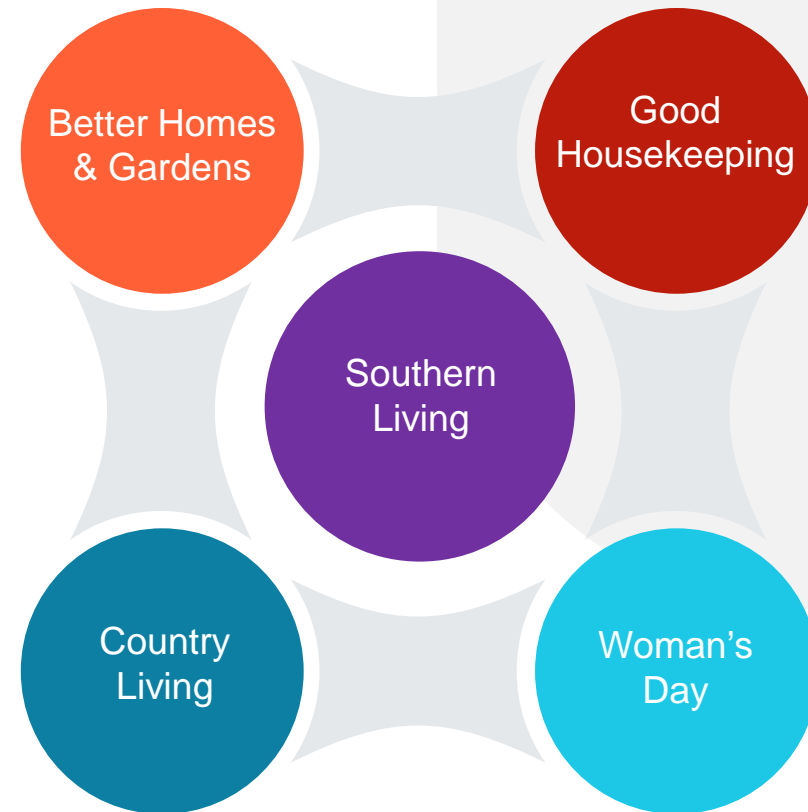 Better Homes
& Gardens
Good
Housekeeping
Southern
Living
Country
Living
Woman’s
Day